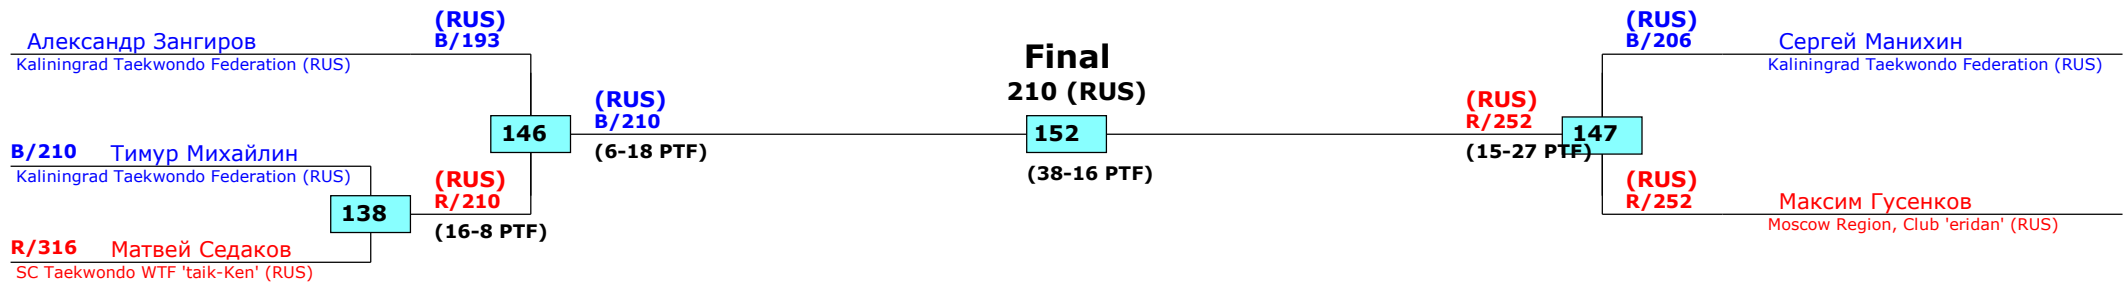 (RUS)
B/193
Александр Зангиров
Kaliningrad Taekwondo Federation (RUS)
B/210 Тимур Михайлин
Kaliningrad Taekwondo Federation (RUS)
138
R/316 Матвей Седаков
SC Taekwondo WTF 'taik-Ken' (RUS)
(RUS)
R/210
(16-8 PTF)
146
(RUS)
B/210
(6-18 PTF)
Final
210 (RUS)
152
(38-16 PTF)
(RUS)
R/252
(15-27 PTF)
147
(RUS)
B/206
Сергей Манихин
Kaliningrad Taekwondo Federation (RUS)
(RUS)
R/252
Максим Гусенков
Moscow Region, Club 'eridan' (RUS)